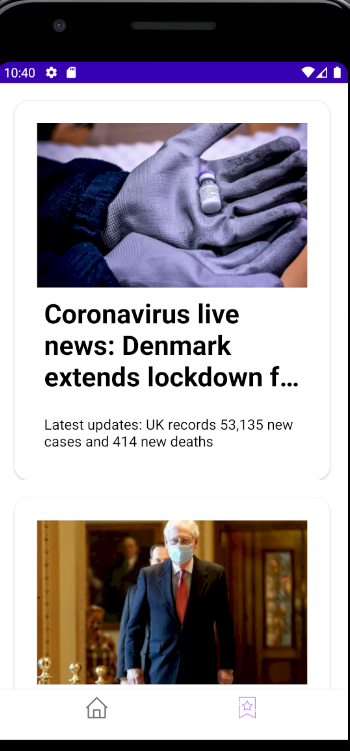 10:40
Coronavirus live
news: Denmark
extends lockdown f...
Latest updates: UK records 53,135 new
cases and 414 new deaths